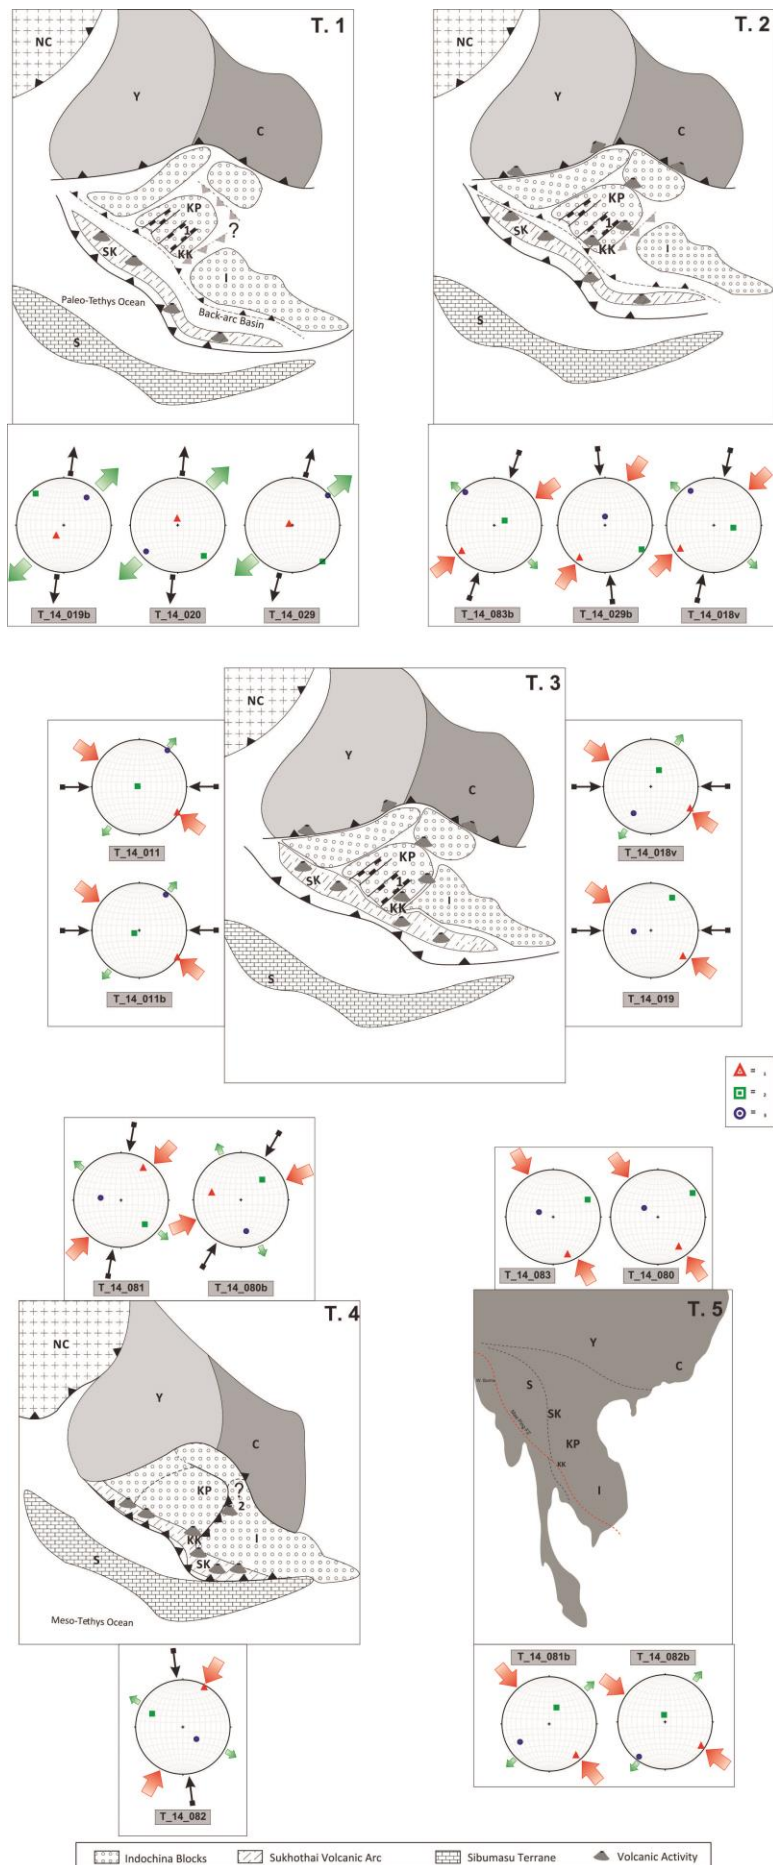 T. 1
NC
Y
C
KP
1
SK
KK
?
I
Paleo-Tethys Ocean
Back-arc Basin
S
T_14_019b
T_14_020
T_14_029
T. 2
NC
Y
C
KP
1
SK
KK
I
S
T_14_083b
T_14_029b
T_14_018v
T. 3
NC
Y
C
KP
SK
1
KK
I
S
T_14_011
T_14_011b
T_14_018v
T_14_019
T_14_081
T_14_080b
T. 4
NC
Y
C
KP
?
2
I
KK
S
SK
Meso-Tethys Ocean
T_14_082
T_14_083
T_14_080
T. 5
Y
C
S
SK
KP
KK
I
T_14_081b
T_14_082b
Indochina Blocks
Sukhothai Volcanic Arc
Sibumasu Terrane
Volcanic Activity